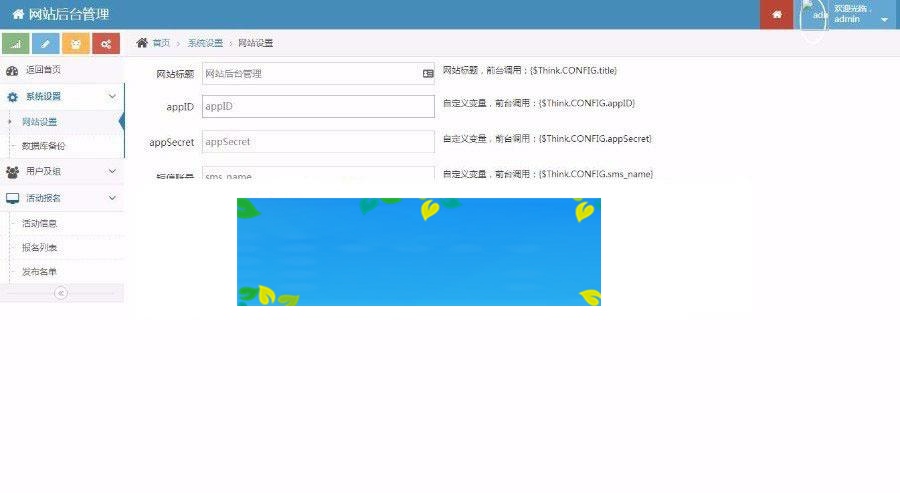 网站后台管理
ada
欢迎光临，
admin
首页 > 系统设置 > 网站设置
返回首页
系统设置
网站设置
数据库备份
用户及组
活动报名
活动信息
报名列表
发布名单
网站标题 网站后台管理 网站标题，前台调用：{$Think.CONFIG.title}
appID appID 自定义变量，前台调用：{$Think.CONFIG.appID}
appSecret appSecret 自定义变量，前台调用：{$Think.CONFIG.appSecret}
短信账号 sms_name 自定义变量，前台调用：{$Think.CONFIG.sms_name}